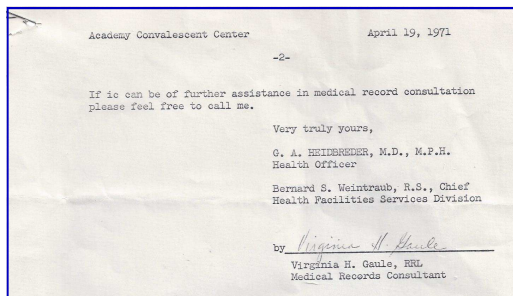 Academy Convalescent Center April 19, 1971
-2-
If ic can be of further assistance in medical record consultation
please feel free to call me.
Very truly yours,
G. A. HEIDBREDER, M.D., M.P.H.
Health Officer
Bernard S. Weintraub, R.S., Chief
Health Facilities Services Division
by Virginia H. Gaule
Virginia H. Gaule, RRL
Medical Records Consultant